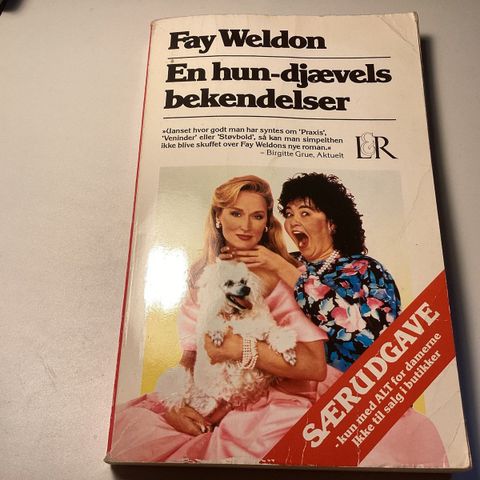 Fay Weldon
En hun-djævels
bekendelser
»Uanset hvor godt man har syntes om 'Praxis',
'Veninder' eller 'Støvbold', så kan man simpelthen
ikke blive skuffet over Fay Weldons nye roman.«
– Birgitte Grue, Aktuelt
L&R
SÆRUDGAVE
- kun med ALT for damerne
Ikke til salg i butikker